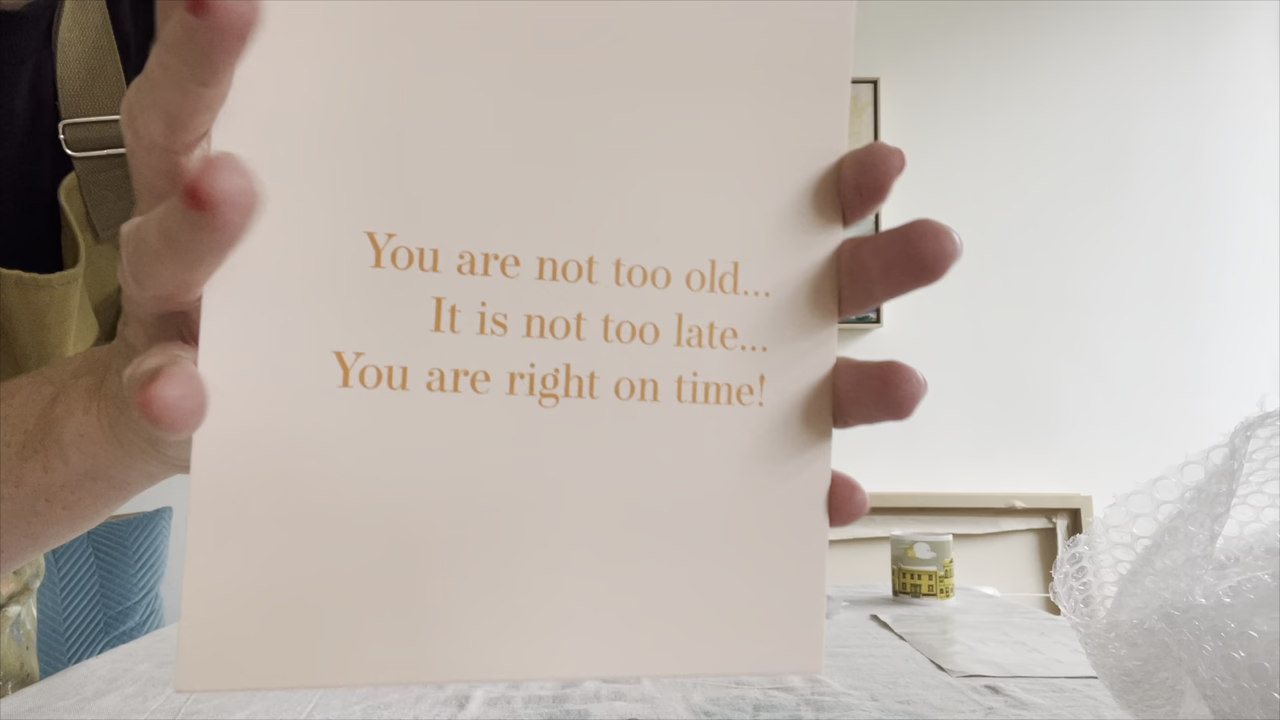 You are not too old...
It is not too late...
You are right on time!